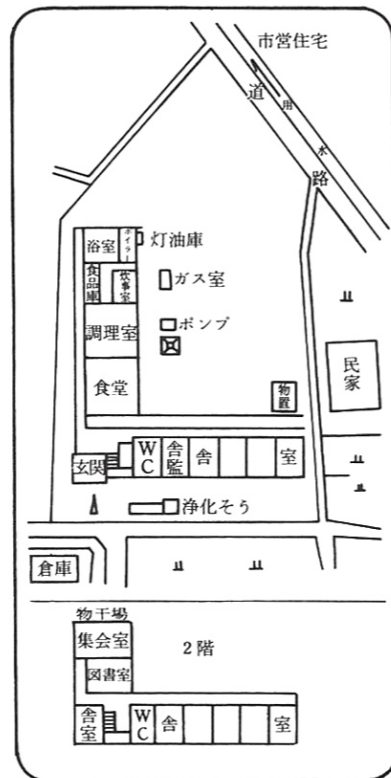 市営住宅
道路
用水
浴室
ボイラー
灯油庫
食品庫
炊事室
ガス室
調理室
ポンプ
食堂
物置
民家
玄関
WC
舎監
舎
室
浄化そう
倉庫
物干場
集会室
2階
図書室
舎室
WC
舎
室